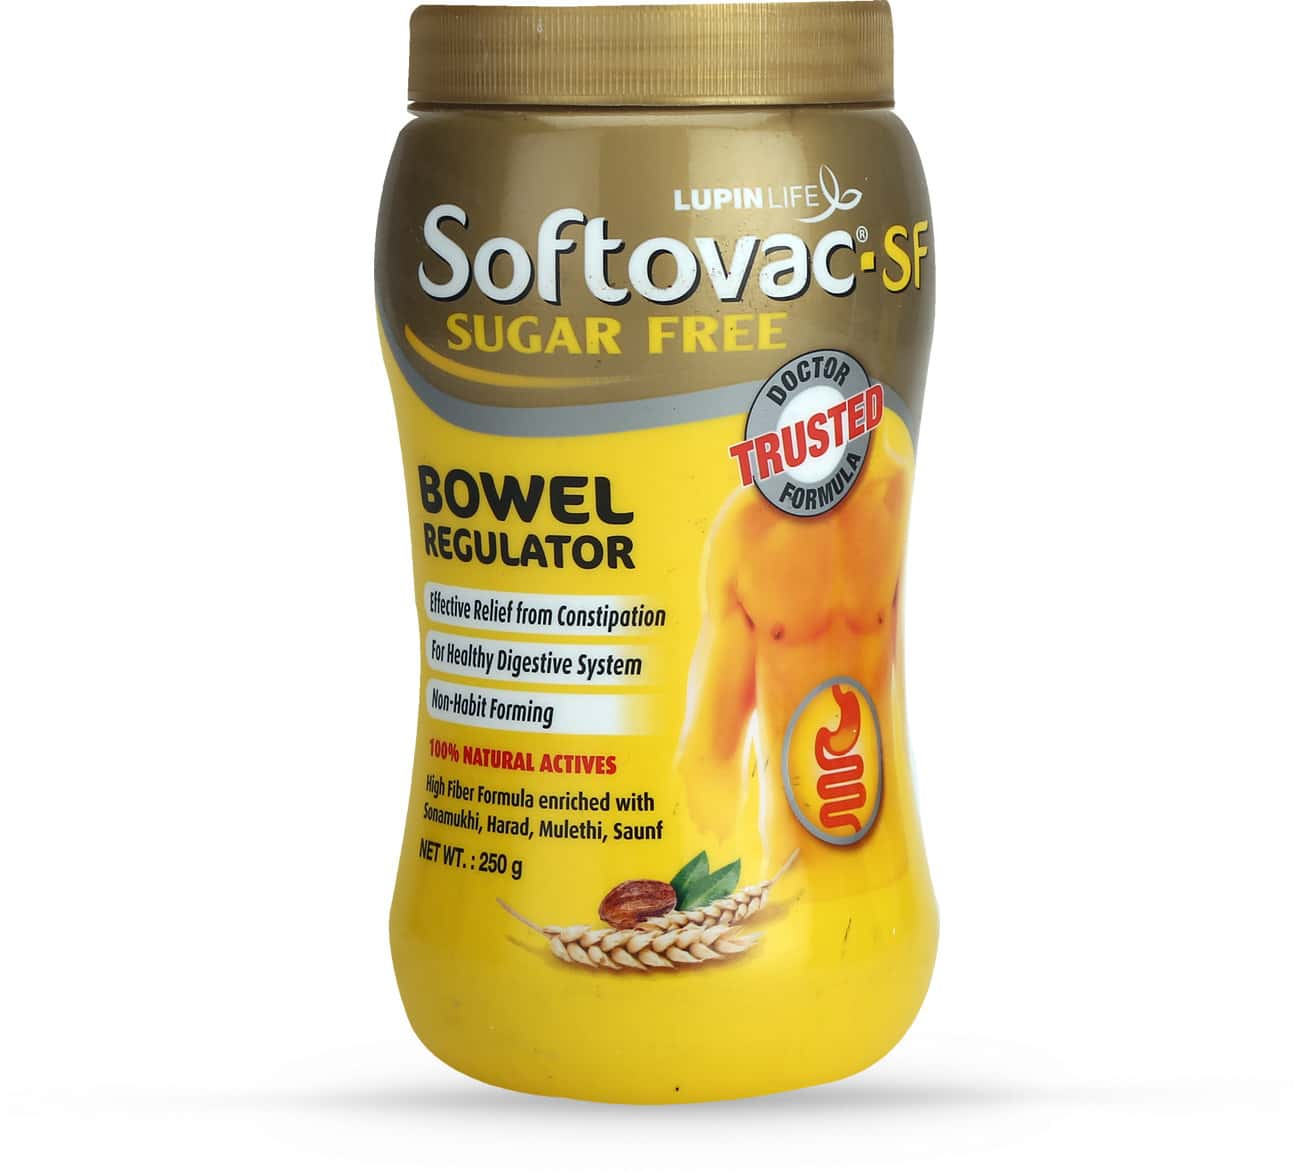 LUPIN LIFE
Softovac®-SF
SUGAR FREE
DOCTOR
TRUSTED
FORMULA
BOWEL
REGULATOR
Effective Relief from Constipation
For Healthy Digestive System
Non-Habit Forming
100% NATURAL ACTIVES
High Fiber Formula enriched with
Sonamukhi, Harad, Mulethi, Saunf
NET WT. : 250 g